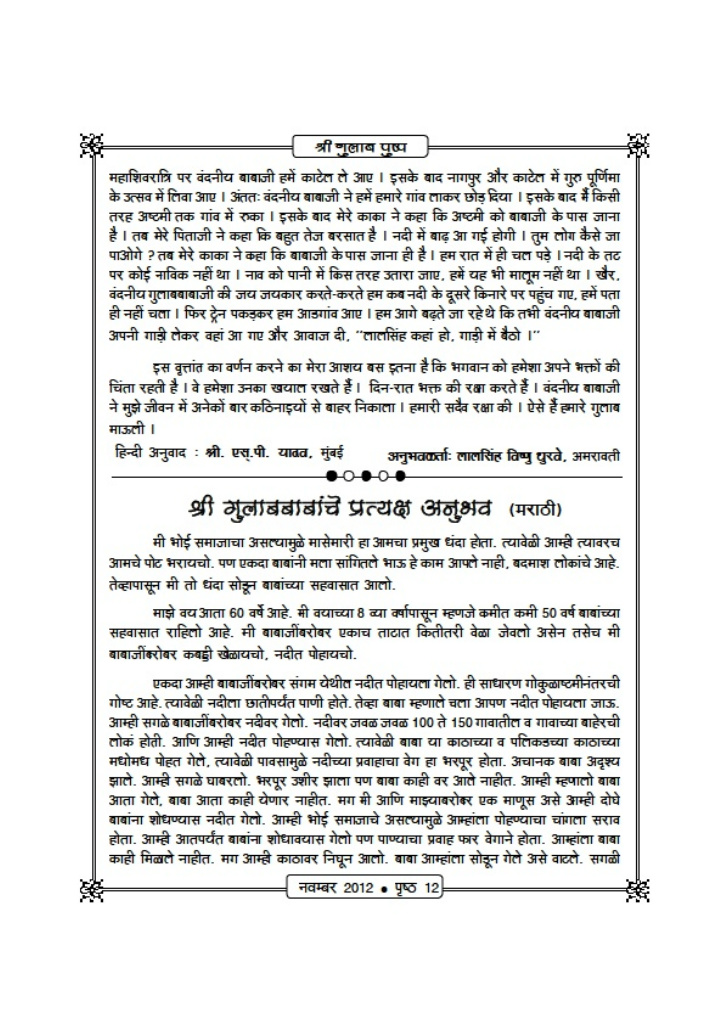 श्री गुलाब पुष्प
महाशिवरात्रि पर वंदनीय बाबाजी हमें काटेल ले आए । इसके बाद नागपुर और काटेल में गुरु पूर्णिमा
के उत्सव में लिवा आए । अंततः वंदनीय बाबाजी ने हमें हमारे गांव लाकर छोड़ दिया । इसके बाद मैं किसी
तरह अष्टमी तक गांव में रुका । इसके बाद मेरे काका ने कहा कि अष्टमी को बाबाजी के पास जाना
है । तब मेरे पिताजी ने कहा कि बहुत तेज बरसात है । नदी में बाढ़ आ गई होगी । तुम लोग कैसे जा
पाओगे ? तब मेरे काका ने कहा कि बाबाजी के पास जाना ही है । हम रात में ही चल पड़े । नदी के तट
पर कोई नाविक नहीं था । नाव को पानी में किस तरह उतारा जाए, हमें यह भी मालूम नहीं था । खैर,
वंदनीय गुलाबबाबाजी की जय जयकार करते-करते हम कब नदी के दूसरे किनारे पर पहुंच गए, हमें पता
ही नहीं चला । फिर ट्रेन पकड़कर हम आडगांव आए । हम आगे बढ़ते जा रहे थे कि तभी वंदनीय बाबाजी
अपनी गाड़ी लेकर वहां आ गए और आवाज दी, ‘‘लालसिंह कहां हो, गाड़ी में बैठो ।’’
इस वृत्तांत का वर्णन करने का मेरा आशय बस इतना है कि भगवान को हमेशा अपने भक्तों की
चिंता रहती है । वे हमेशा उनका खयाल रखते हैं । दिन-रात भक्त की रक्षा करते हैं । वंदनीय बाबाजी
ने मुझे जीवन में अनेकों बार कठिनाइयों से बाहर निकाला । हमारी सदैव रक्षा की । ऐसे हैं हमारे गुलाब
माऊली ।
हिन्दी अनुवाद : श्री. एस्.पी. यादव, मुंबई अनुभवकर्ताः लालसिंह विष्णु धुरवे, अमरावती
श्री गुलाबबाबांचे प्रत्यक्ष अनुभव (मराठी)
मी भोई समाजाचा असल्यामुळे मासेमारी हा आमचा प्रमुख धंदा होता. त्यावेळी आम्ही त्यावरच
आमचे पोट भरायचो. पण एकदा बाबांनी मला सांगितले भाऊ हे काम आपले नाही, बदमाश लोकांचे आहे.
तेव्हापासून मी तो धंदा सोडून बाबांच्या सहवासात आलो.
माझे वय आता 60 वर्षे आहे. मी वयाच्या 8 व्या वर्षापासून म्हणजे कमीत कमी 50 वर्ष बाबांच्या
सहवासात राहिलो आहे. मी बाबाजींबरोबर एकाच ताटात कितीतरी वेळा जेवलो असेन तसेच मी
बाबाजींबरोबर कबड्डी खेळायचो, नदीत पोहायचो.
एकदा आम्ही बाबाजींबरोबर संगम येथील नदीत पोहायला गेलो. ही साधारण गोकुळाष्टमीनंतरची
गोष्ट आहे. त्यावेळी नदीला छातीपर्यंत पाणी होते. तेव्हा बाबा म्हणाले चला आपण नदीत पोहायला जाऊ.
आम्ही सगळे बाबाजींबरोबर नदीवर गेलो. नदीवर जवळ जवळ 100 ते 150 गावातील व गावाच्या बाहेरची
लोकं होती. आणि आम्ही नदीत पोहण्यास गेलो. त्यावेळी बाबा या काठाच्या व पलिकडच्या काठाच्या
मधोमध पोहत गेले, त्यावेळी पावसामुळे नदीच्या प्रवाहाचा वेग हा भरपूर होता. अचानक बाबा अदृश्य
झाले. आम्ही सगळे घाबरलो. भरपूर उशीर झाला पण बाबा काही वर आले नाहीत. आम्ही म्हणालो बाबा
आता गेले, बाबा आता काही येणार नाहीत. मग मी आणि माझ्याबरोबर एक माणूस असे आम्ही दोघे
बाबांना शोधण्यास नदीत गेलो. आम्ही भोई समाजाचे असल्यामुळे आम्हांला पोहण्याचा चांगला सराव
होता. आम्ही आतपर्यंत बाबांना शोधावयास गेलो पण पाण्याचा प्रवाह फार वेगाने होता. आम्हांला बाबा
काही मिळाले नाहीत. मग आम्ही काठावर निघून आलो. बाबा आम्हांला सोडून गेले असे वाटले. सगळी
नवम्बर 2012 ● पृष्ठ 12